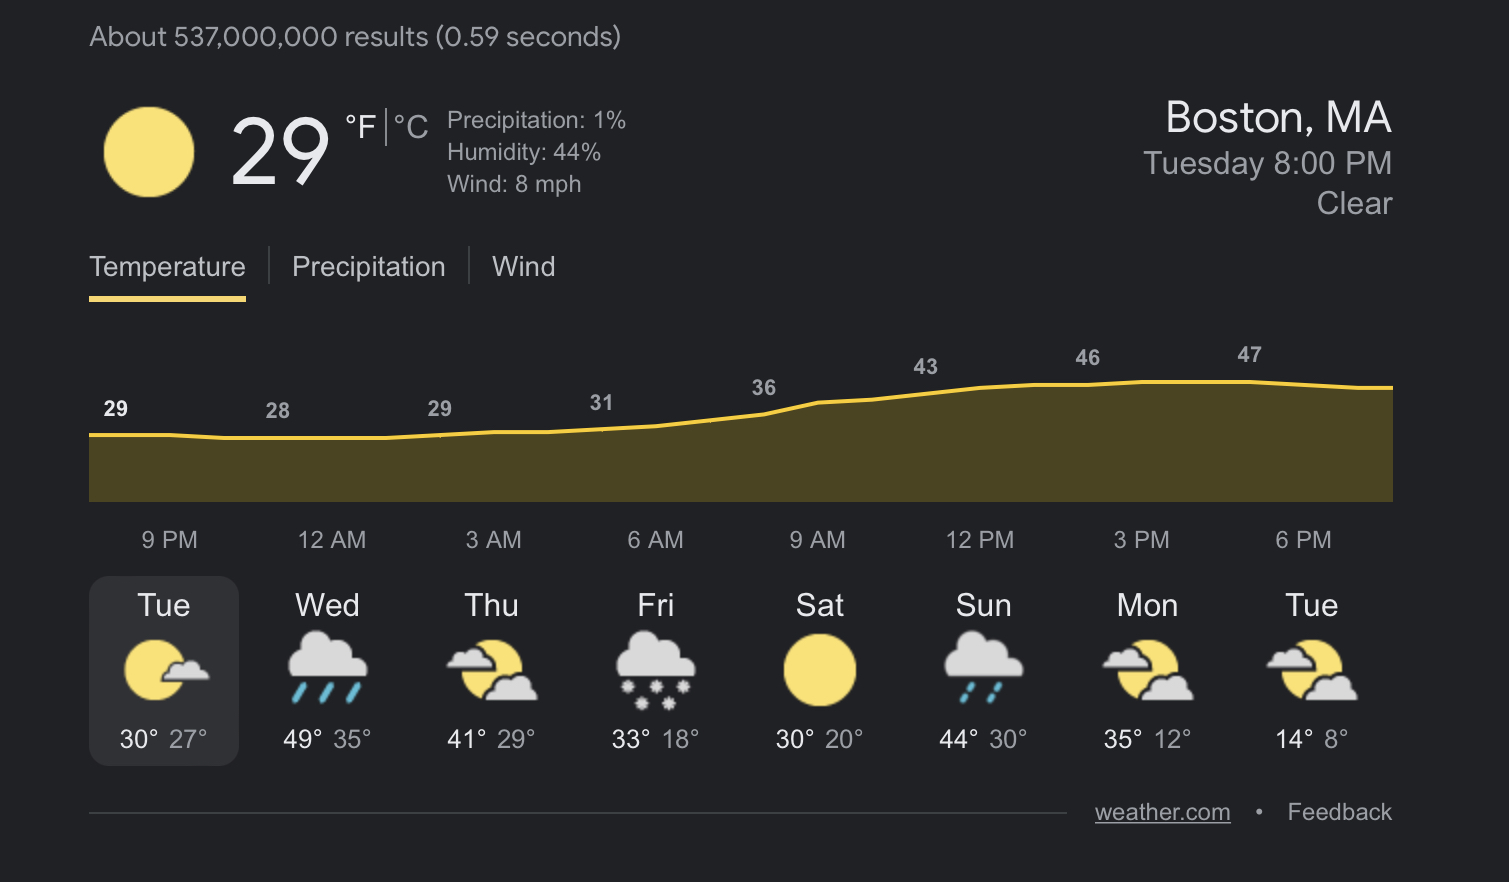 About 537,000,000 results (0.59 seconds)
29 °F | °C
Precipitation: 1%
Humidity: 44%
Wind: 8 mph
Boston, MA
Tuesday 8:00 PM
Clear
Temperature | Precipitation | Wind
29 28 29 31 36 43 46 47
9 PM 12 AM 3 AM 6 AM 9 AM 12 PM 3 PM 6 PM
Tue Wed Thu Fri Sat Sun Mon Tue
30° 27° 49° 35° 41° 29° 33° 18° 30° 20° 44° 30° 35° 12° 14° 8°
weather.com • Feedback